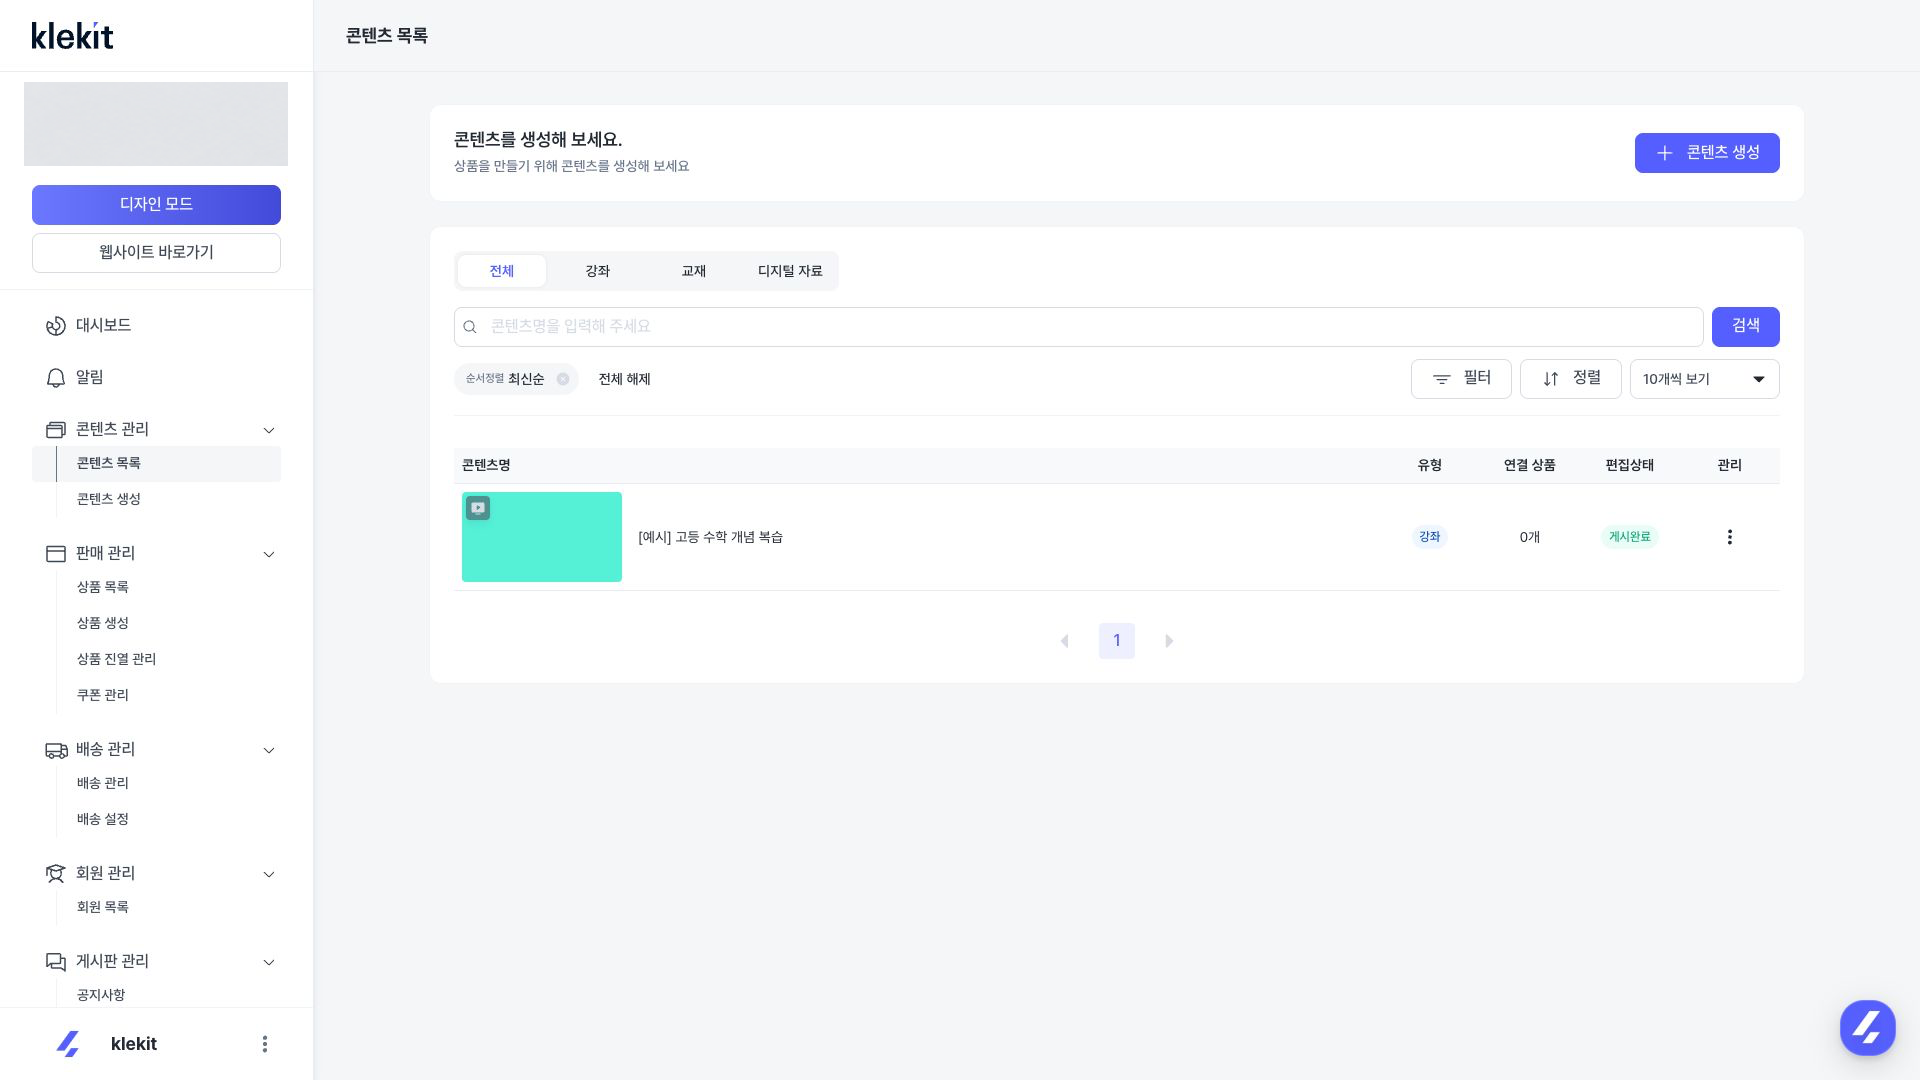 klekit
디자인 모드
웹사이트 바로가기
대시보드
알림
콘텐츠 관리
콘텐츠 목록
콘텐츠 생성
판매 관리
상품 목록
상품 생성
상품 진열 관리
쿠폰 관리
배송 관리
배송 관리
배송 설정
회원 관리
회원 목록
게시판 관리
공지사항
klekit
콘텐츠 목록
콘텐츠를 생성해 보세요.
상품을 만들기 위해 콘텐츠를 생성해 보세요
콘텐츠 생성
전체 강좌 교재 디지털 자료
콘텐츠명을 입력해 주세요 검색
순서정렬 최신순 전체 해제 필터 정렬 10개씩 보기
콘텐츠명 유형 연결 상품 편집상태 관리
[예시] 고등 수학 개념 복습 강좌 0개 게시완료
1